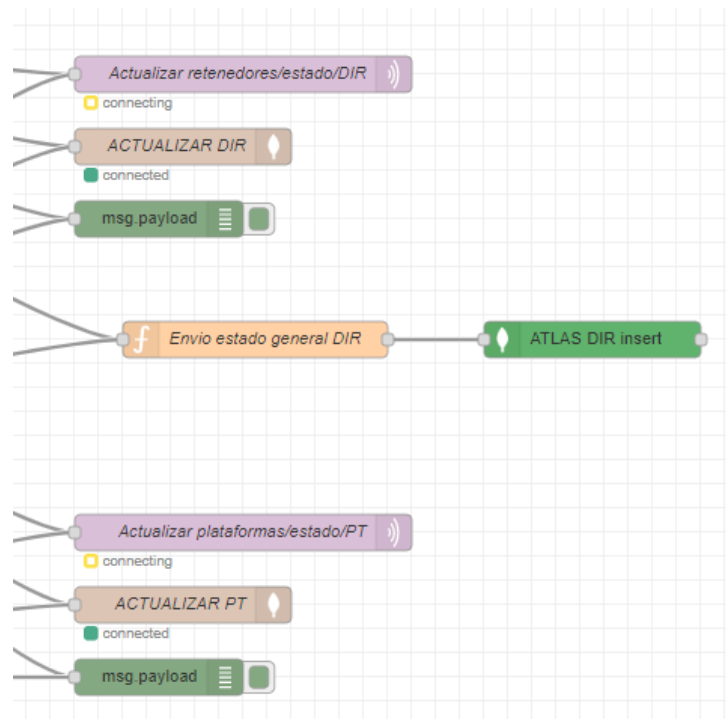 Actualizar retenedores/estado/DIR
connecting
ACTUALIZAR DIR
connected
msg.payload
Envio estado general DIR
ATLAS DIR insert
Actualizar plataformas/estado/PT
connecting
ACTUALIZAR PT
connected
msg.payload